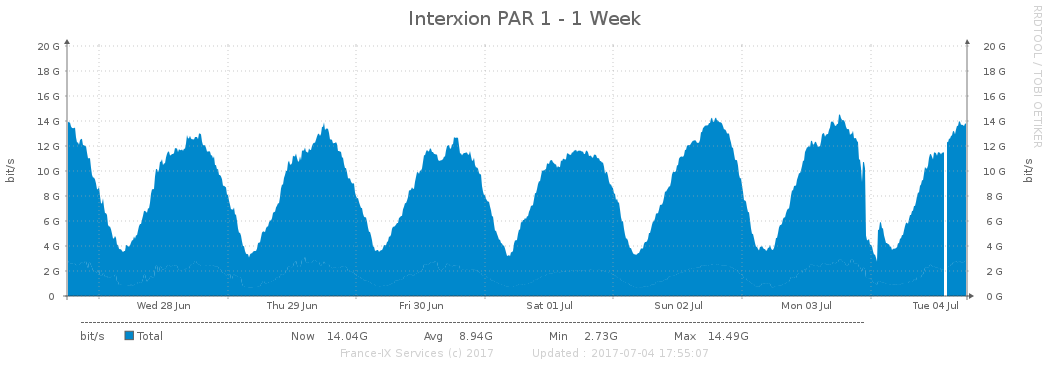 Interxion PAR 1 - 1 Week
RRDTOOL / TOBI OETIKER
20 G 20 G
18 G 18 G
16 G 16 G
14 G 14 G
12 G 12 G
10 G 10 G
8 G 8 G
6 G 6 G
4 G 4 G
2 G 2 G
0 0 G
bit/s
bit/s
Wed 28 Jun Thu 29 Jun Fri 30 Jun Sat 01 Jul Sun 02 Jul Mon 03 Jul Tue 04 Jul
bit/s Total Now 14.04G Avg 8.94G Min 2.73G Max 14.49G
France-IX Services (c) 2017 Updated : 2017-07-04 17:55:07